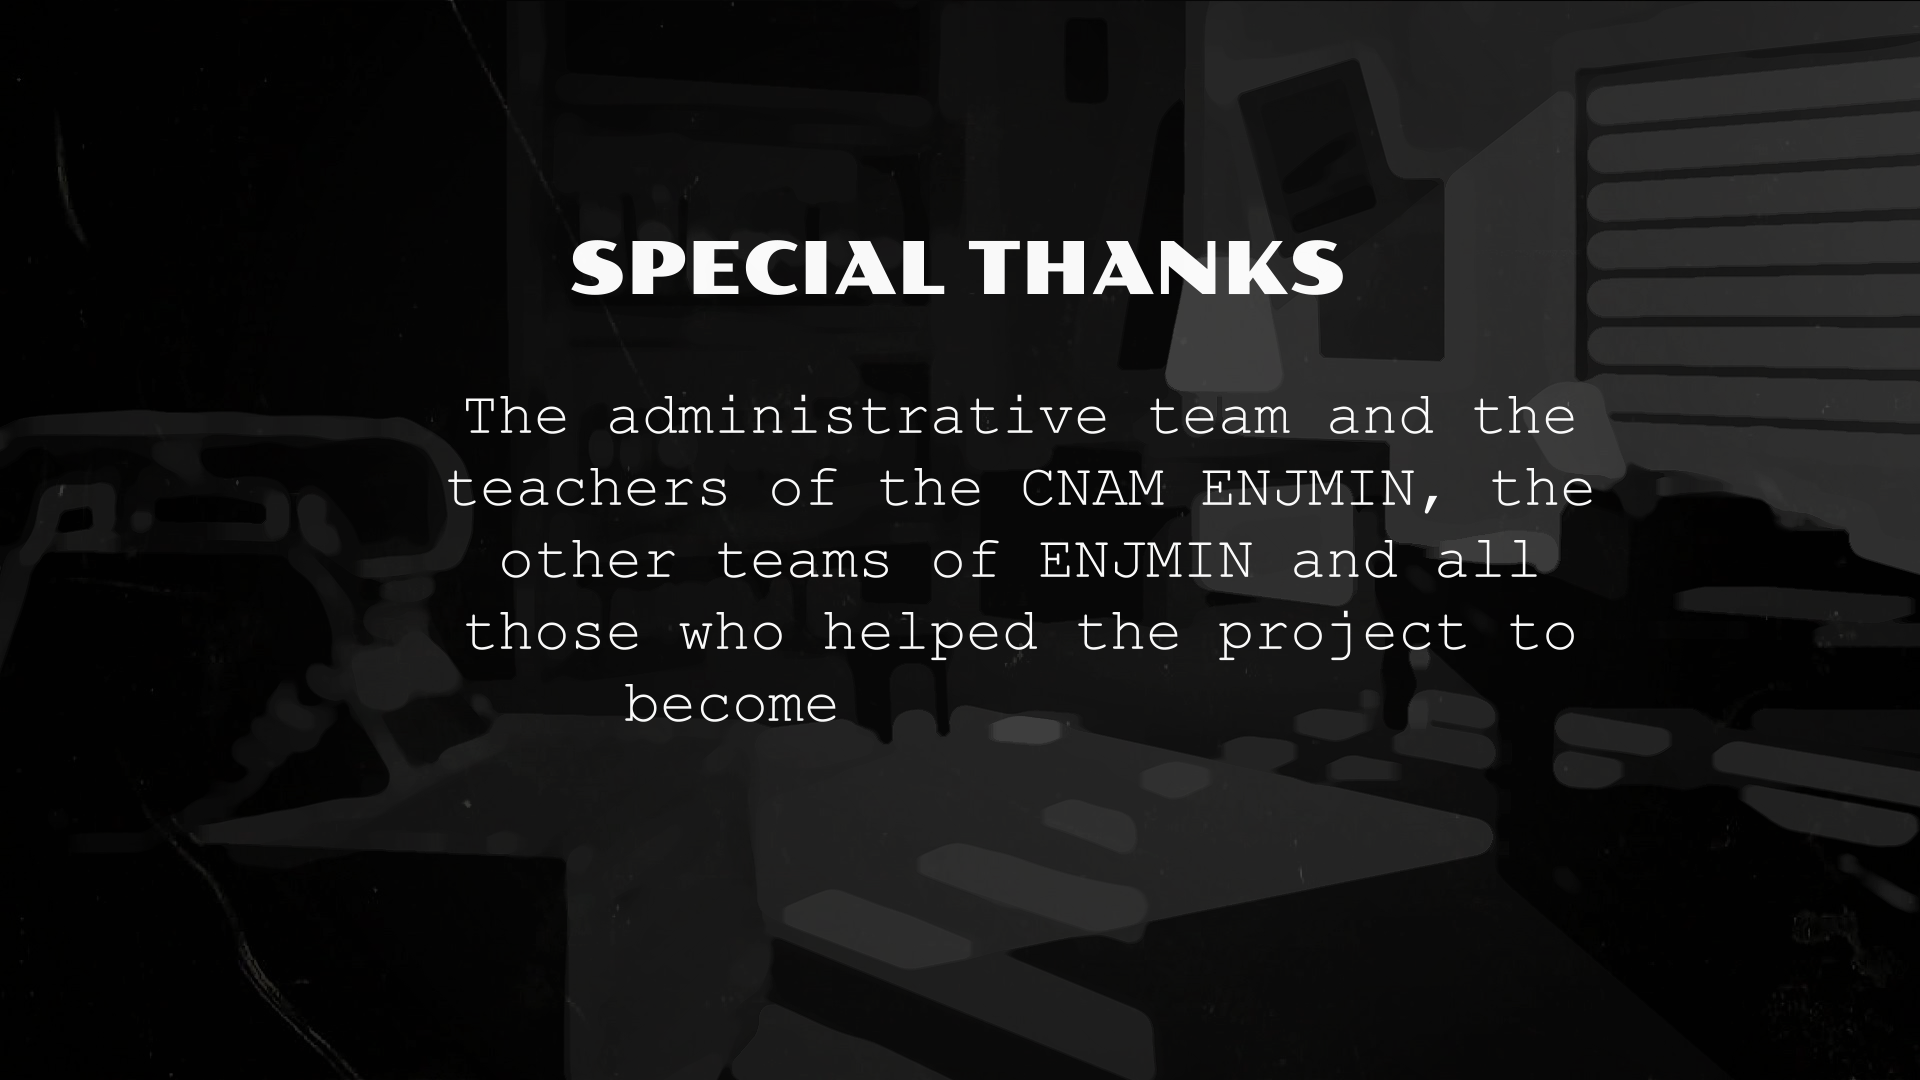 SPECIAL THANKS
The administrative team and the
teachers of the CNAM ENJMIN, the
other teams of ENJMIN and all
those who helped the project to
become